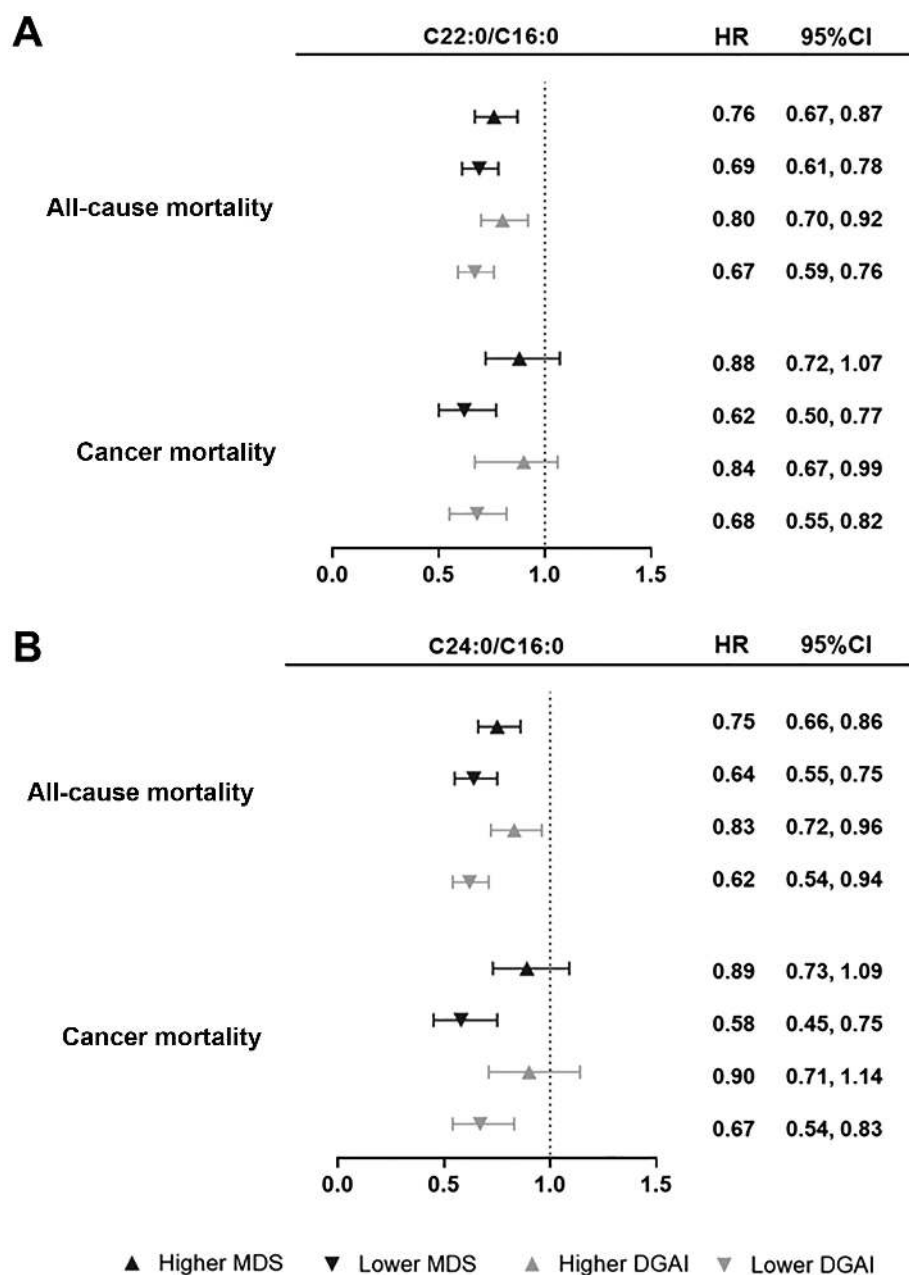 A
C22:0/C16:0 HR 95%CI
0.76 0.67, 0.87
0.69 0.61, 0.78
All-cause mortality
0.80 0.70, 0.92
0.67 0.59, 0.76
0.88 0.72, 1.07
0.62 0.50, 0.77
Cancer mortality
0.84 0.67, 0.99
0.68 0.55, 0.82
0.0 0.5 1.0 1.5
B
C24:0/C16:0 HR 95%CI
0.75 0.66, 0.86
0.64 0.55, 0.75
All-cause mortality
0.83 0.72, 0.96
0.62 0.54, 0.94
0.89 0.73, 1.09
0.58 0.45, 0.75
Cancer mortality
0.90 0.71, 1.14
0.67 0.54, 0.83
0.0 0.5 1.0 1.5
Higher MDS Lower MDS Higher DGAI Lower DGAI